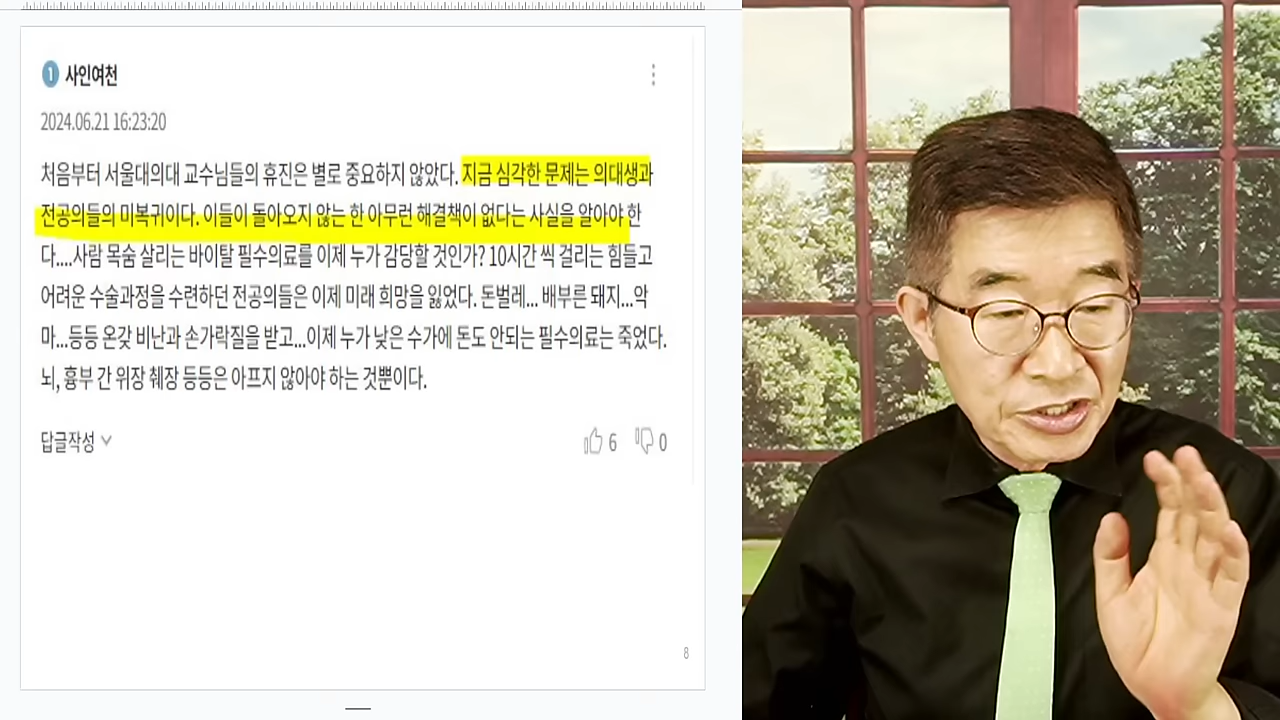 1 사인여천
2024.06.21 16:23:20
처음부터 서울대의대 교수님들의 휴진은 별로 중요하지 않았다. 지금 심각한 문제는 의대생과
전공의들의 미복귀이다. 이들이 돌아오지 않는 한 아무런 해결책이 없다는 사실을 알아야 한
다....사람 목숨 살리는 바이탈 필수의료를 이제 누가 감당할 것인가? 10시간 씩 걸리는 힘들고
어려운 수술과정을 수련하던 전공의들은 이제 미래 희망을 잃었다. 돈벌레... 배부른 돼지...악
마...등등 온갖 비난과 손가락질을 받고...이제 누가 낮은 수가에 돈도 안되는 필수의료는 죽었다.
뇌, 흉부 간 위장 췌장 등등은 아프지 않아야 하는 것뿐이다.
답글작성 6 0
8